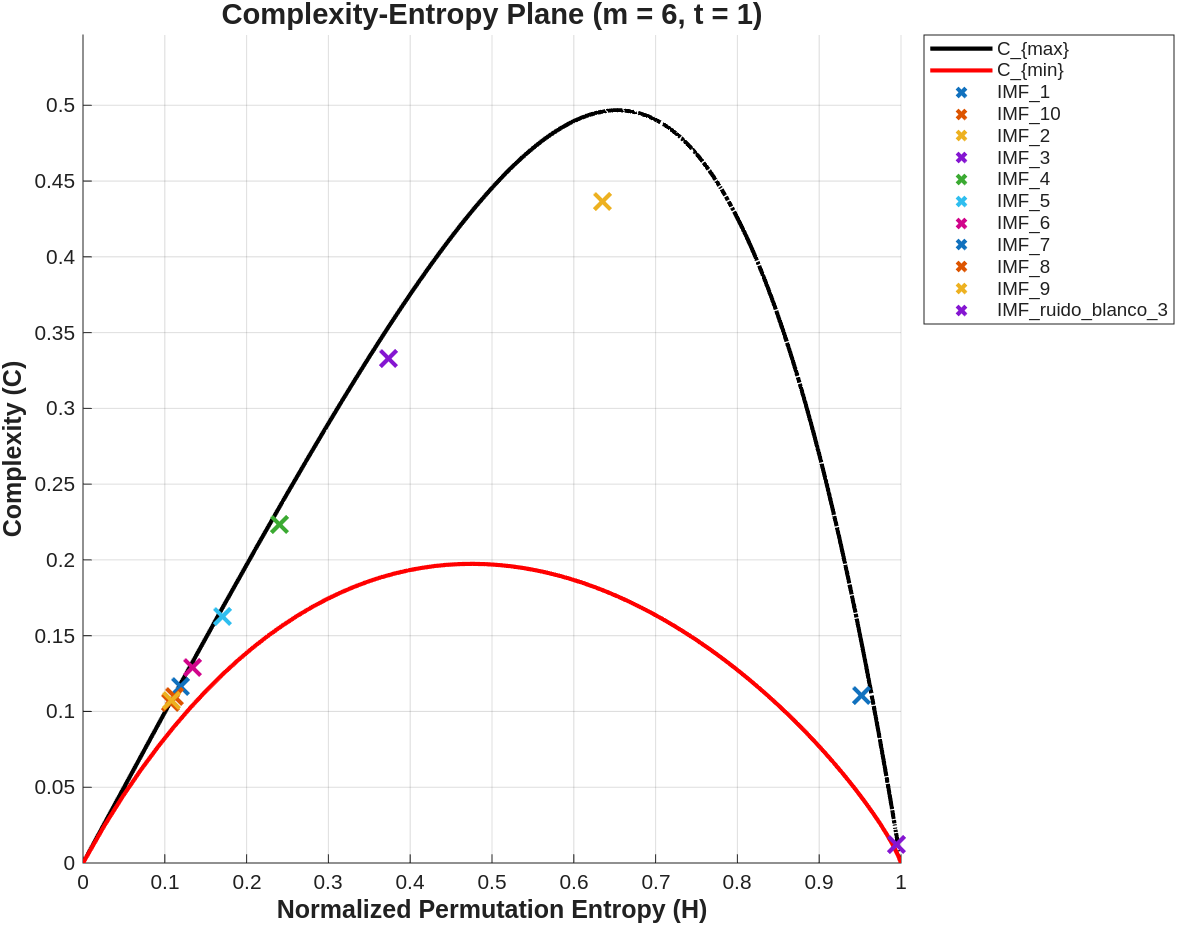 Complexity-Entropy Plane (m = 6, t = 1)
C_{max}
C_{min}
IMF_1
IMF_10
IMF_2
IMF_3
IMF_4
IMF_5
IMF_6
IMF_7
IMF_8
IMF_9
IMF_ruido_blanco_3
Complexity (C)
0.5
0.45
0.4
0.35
0.3
0.25
0.2
0.15
0.1
0.05
0
0 0.1 0.2 0.3 0.4 0.5 0.6 0.7 0.8 0.9 1
Normalized Permutation Entropy (H)